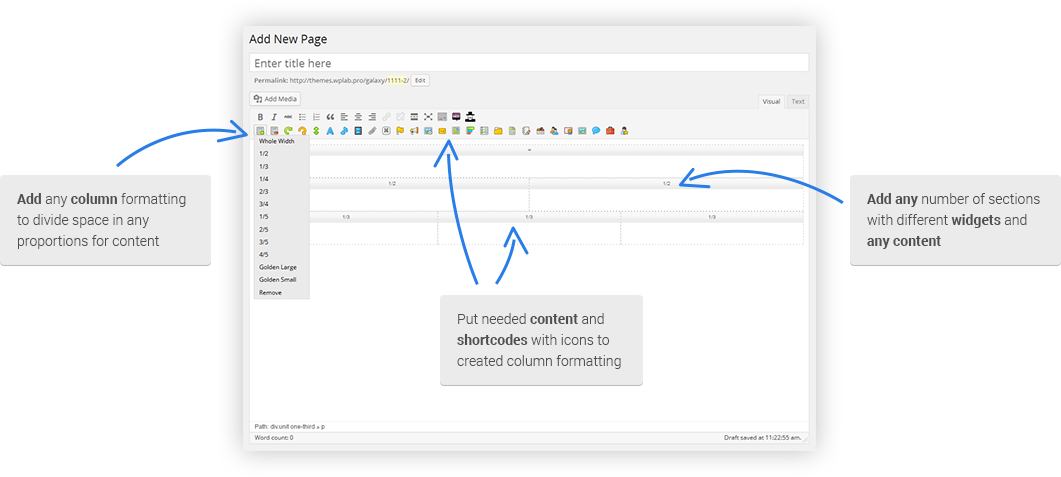 Add New Page
Enter title here
Permalink: http://themes.wplab.pro/galaxy/1111-2/ Edit
Add Media
Visual Text
B I ABC
Whole Width
1/2
1/3
1/4
2/3
3/4
1/5
2/5
3/5
4/5
Golden Large
Golden Small
Remove
1/2 1/2
1/3 1/3 1/3
Add any column formatting
to divide space in any
proportions for content
Add any number of sections
with different widgets and
any content
Put needed content and
shortcodes with icons to
created column formatting
Path: div.unit one-third » p
Word count: 0
Draft saved at 11:22:55 am.